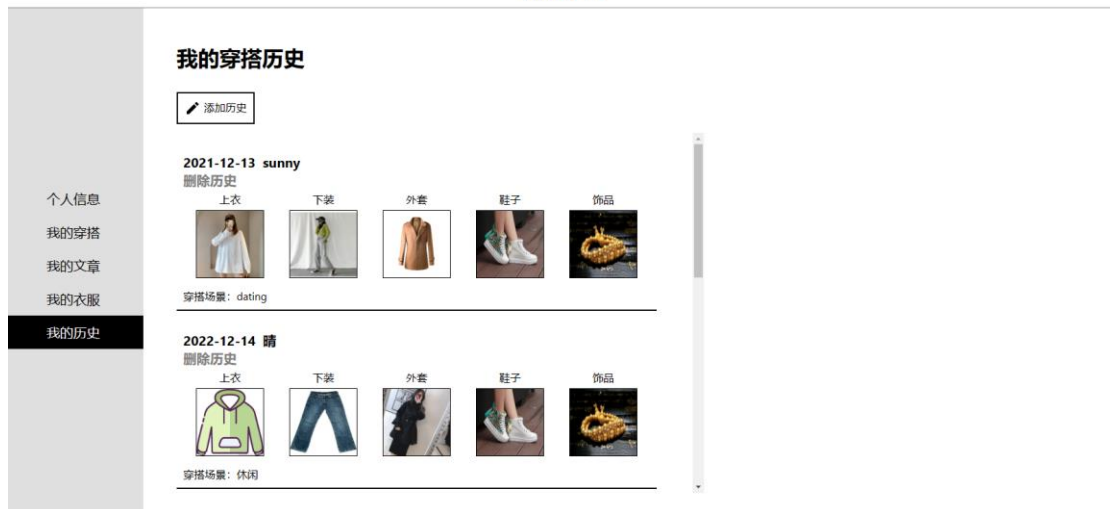 我的穿搭历史
添加历史
2021-12-13 sunny
删除历史
上衣 下装 外套 鞋子 饰品
穿搭场景：dating
2022-12-14 晴
删除历史
上衣 下装 外套 鞋子 饰品
穿搭场景：休闲
个人信息
我的穿搭
我的文章
我的衣服
我的历史